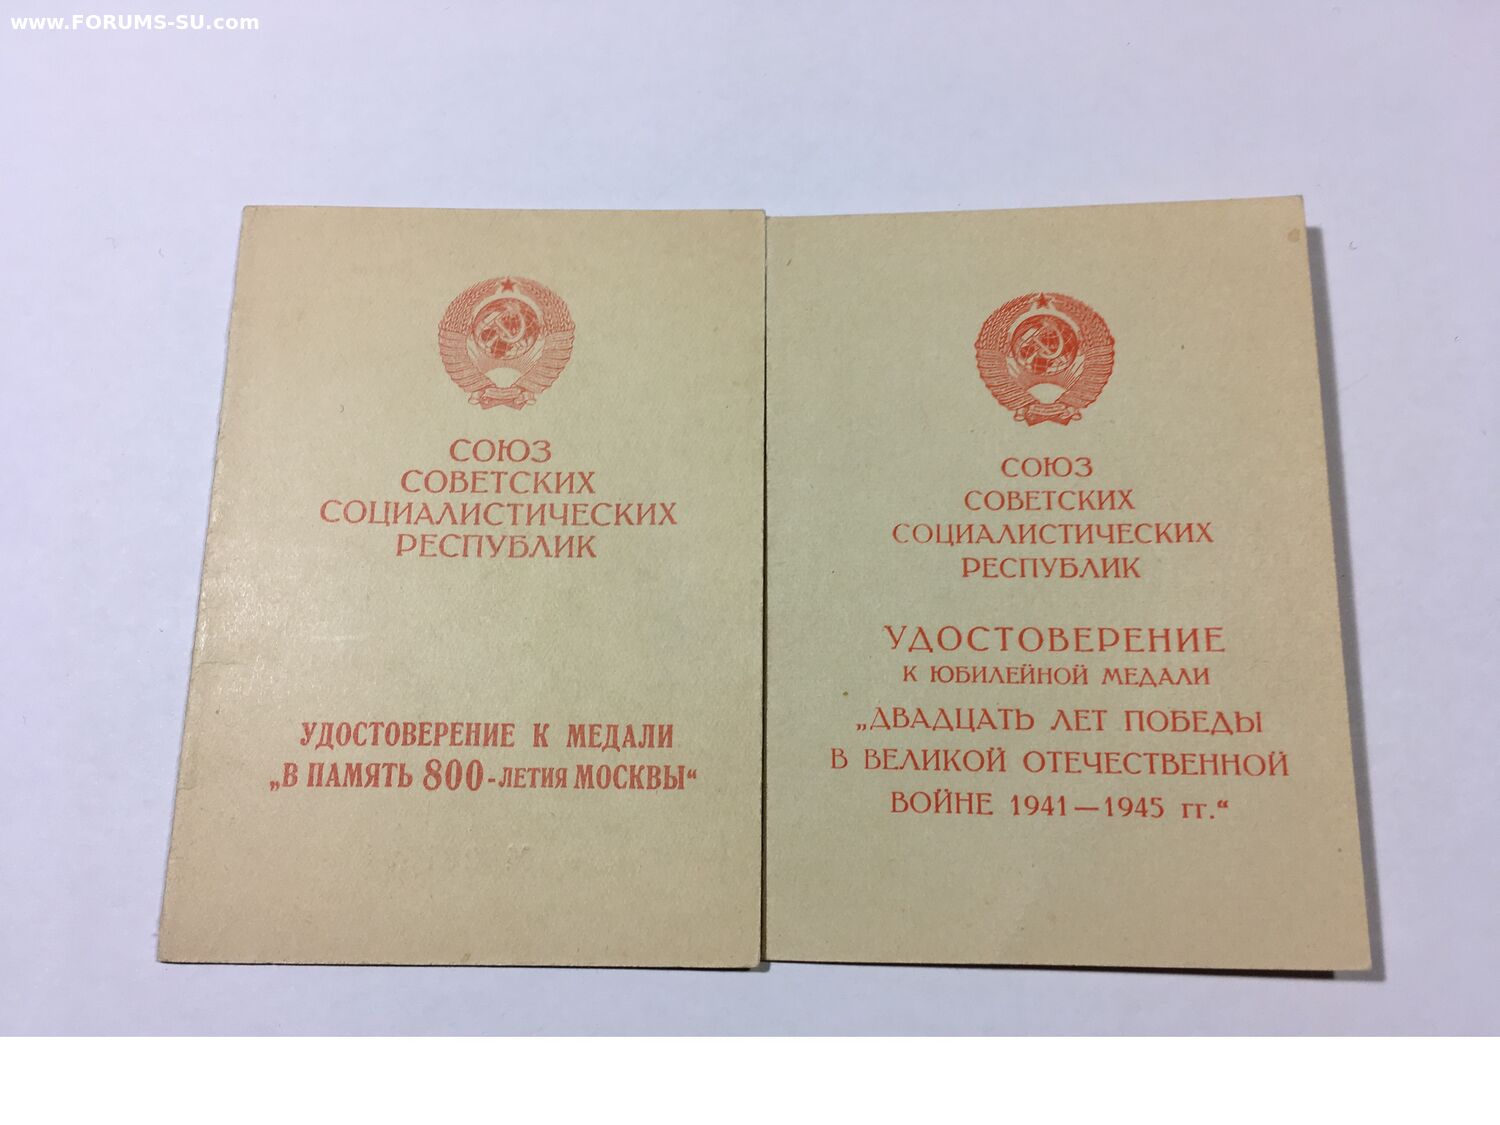 www.FORUMS-SU.com
СОЮЗ
СОВЕТСКИХ
СОЦИАЛИСТИЧЕСКИХ
РЕСПУБЛИК
УДОСТОВЕРЕНИЕ К МЕДАЛИ
„В ПАМЯТЬ 800-ЛЕТИЯ МОСКВЫ“
СОЮЗ
СОВЕТСКИХ
СОЦИАЛИСТИЧЕСКИХ
РЕСПУБЛИК
УДОСТОВЕРЕНИЕ
К ЮБИЛЕЙНОЙ МЕДАЛИ
„ДВАДЦАТЬ ЛЕТ ПОБЕДЫ
В ВЕЛИКОЙ ОТЕЧЕСТВЕННОЙ
ВОЙНЕ 1941—1945 гг.“